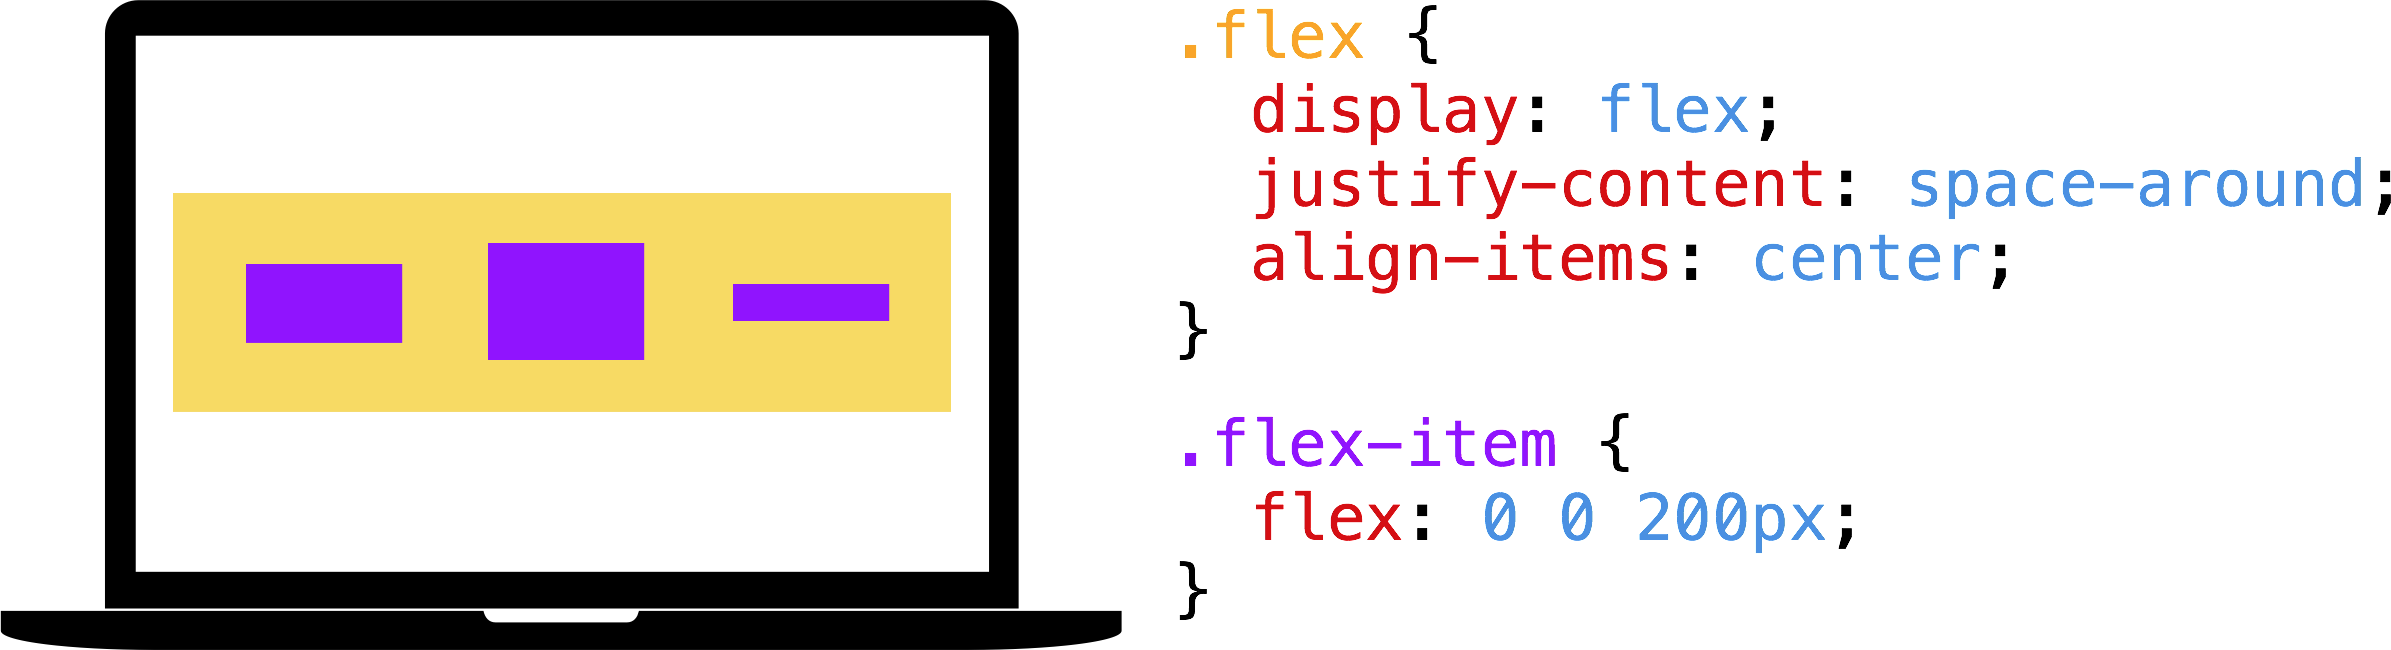 .flex {
  display: flex;
  justify-content: space-around;
  align-items: center;
}
.flex-item {
  flex: 0 0 200px;
}